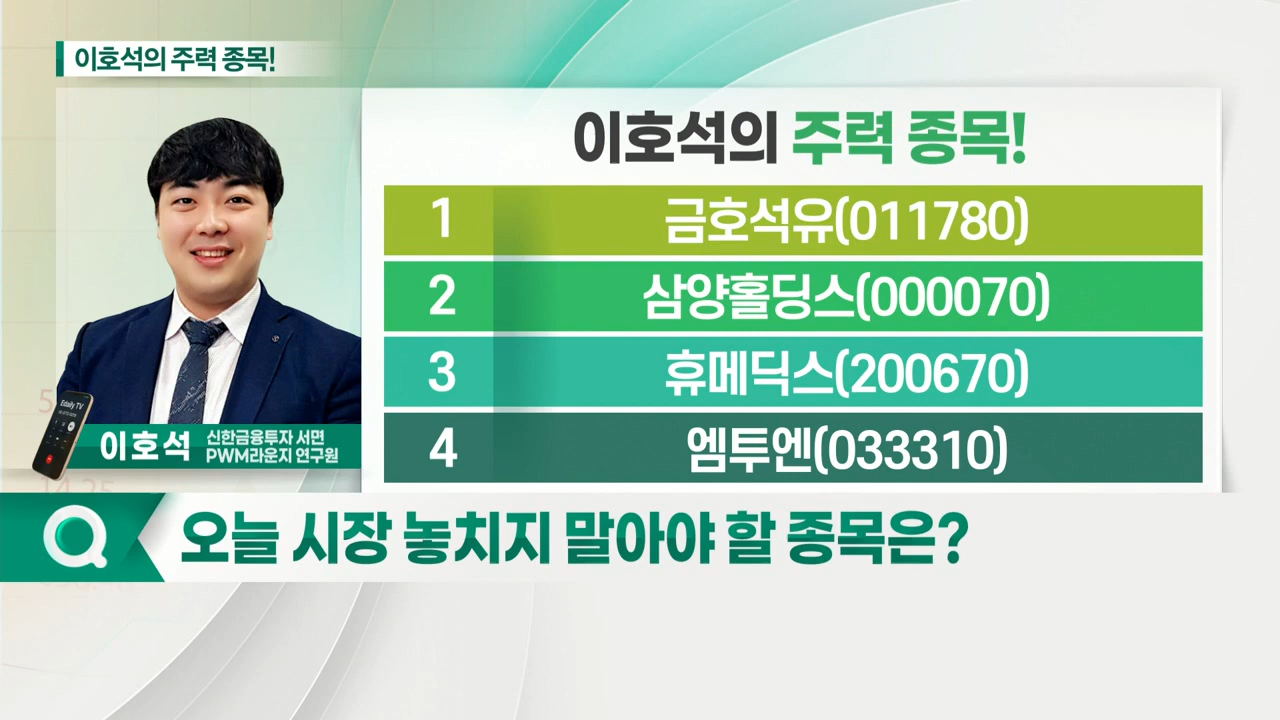 이호석의 주력 종목!
이호석의 주력 종목!
1 금호석유(011780)
2 삼양홀딩스(000070)
3 휴메딕스(200670)
4 엠투엔(033310)
Edaily TV
이호석 신한금융투자 서면
PWM라운지 연구원
오늘 시장 놓치지 말아야 할 종목은?